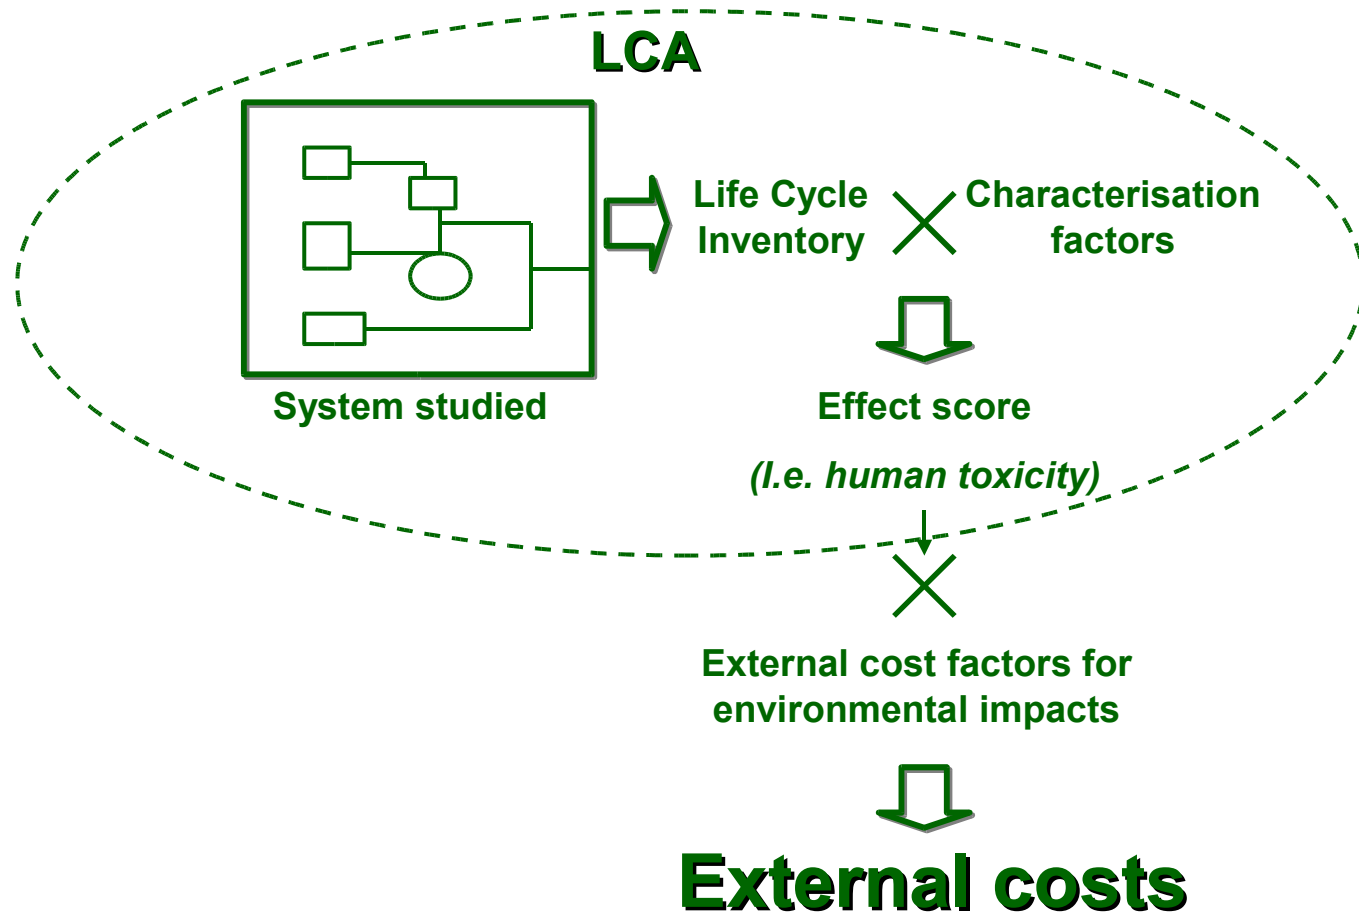 LCA
Life Cycle
Inventory
Characterisation
factors
System studied
Effect score
(I.e. human toxicity)
External cost factors for
environmental impacts
External costs